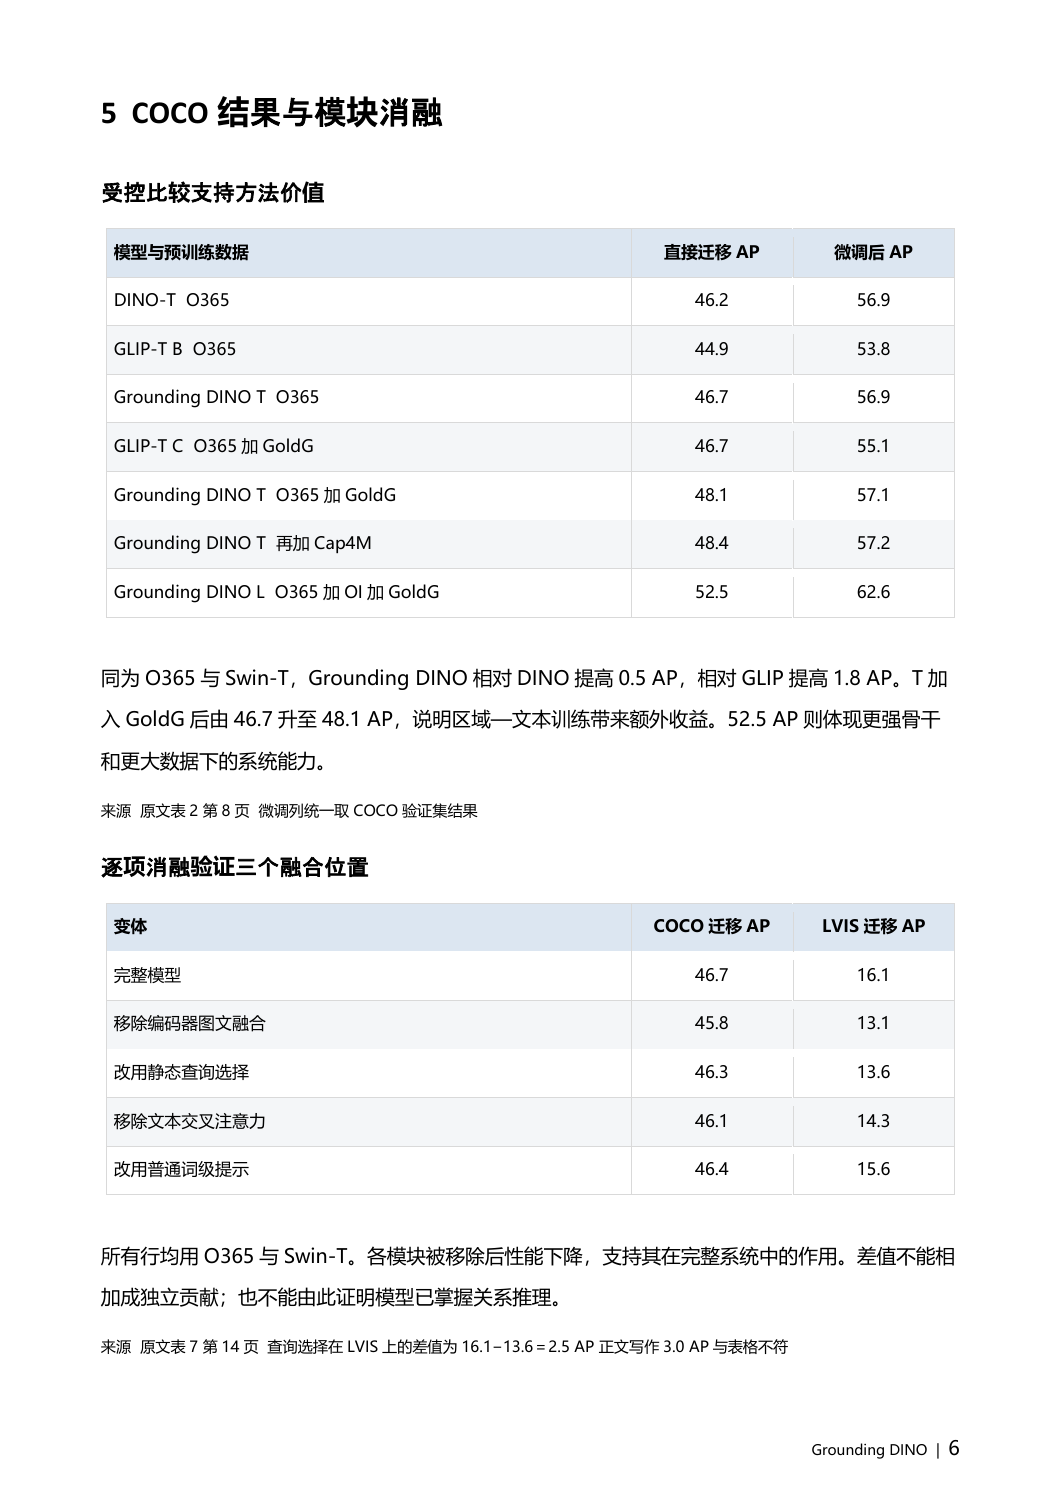 5 COCO 结果与模块消融
受控比较支持方法价值
模型与预训练数据 直接迁移 AP 微调后 AP
DINO-T O365 46.2 56.9
GLIP-T B O365 44.9 53.8
Grounding DINO T O365 46.7 56.9
GLIP-T C O365 加 GoldG 46.7 55.1
Grounding DINO T O365 加 GoldG 48.1 57.1
Grounding DINO T 再加 Cap4M 48.4 57.2
Grounding DINO L O365 加 OI 加 GoldG 52.5 62.6
同为 O365 与 Swin-T，Grounding DINO 相对 DINO 提高 0.5 AP，相对 GLIP 提高 1.8 AP。T 加
入 GoldG 后由 46.7 升至 48.1 AP，说明区域—文本训练带来额外收益。52.5 AP 则体现更强骨干
和更大数据下的系统能力。
来源 原文表 2 第 8 页 微调列统一取 COCO 验证集结果
逐项消融验证三个融合位置
变体 COCO 迁移 AP LVIS 迁移 AP
完整模型 46.7 16.1
移除编码器图文融合 45.8 13.1
改用静态查询选择 46.3 13.6
移除文本交叉注意力 46.1 14.3
改用普通词级提示 46.4 15.6
所有行均用 O365 与 Swin-T。各模块被移除后性能下降，支持其在完整系统中的作用。差值不能相
加成独立贡献；也不能由此证明模型已掌握关系推理。
来源 原文表 7 第 14 页 查询选择在 LVIS 上的差值为 16.1−13.6=2.5 AP 正文写作 3.0 AP 与表格不符
Grounding DINO | 6